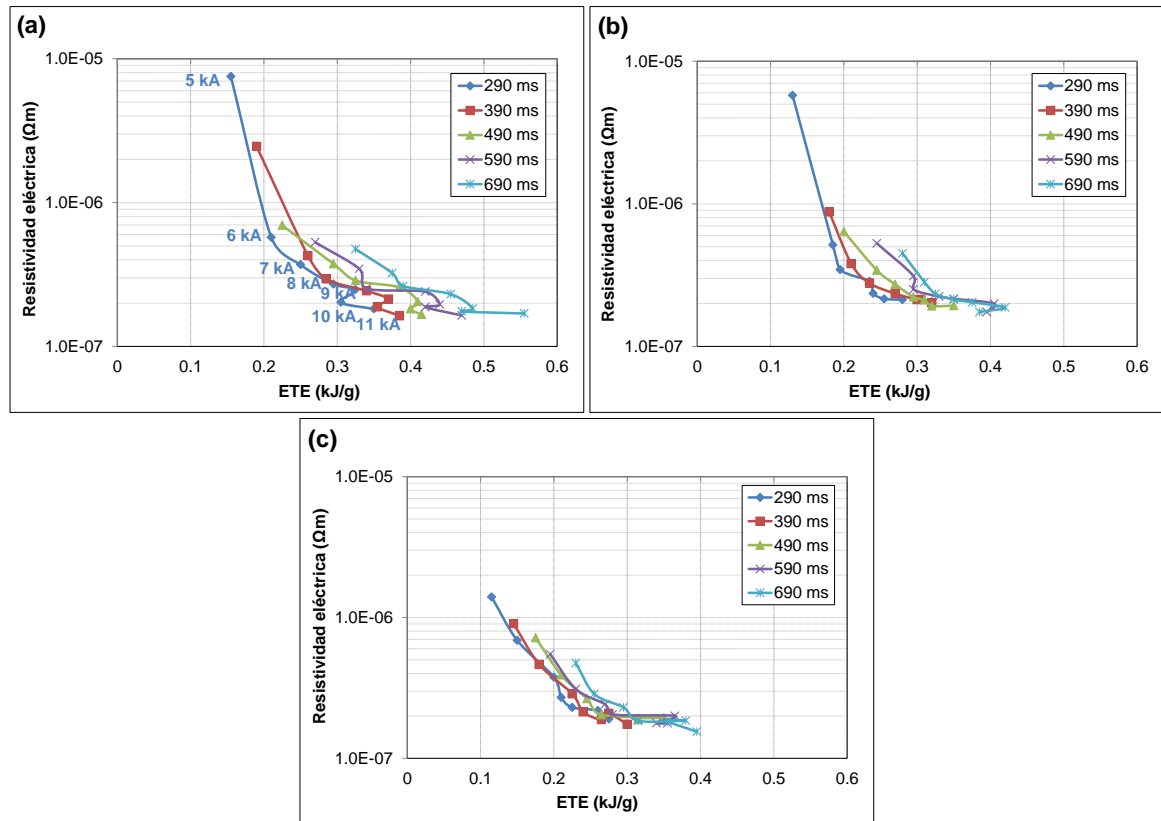 (a)
Resistividad eléctrica (Ωm)
1.0E-05
1.0E-06
1.0E-07
5 kA
6 kA
7 kA
8 kA
9 kA
10 kA
11 kA
290 ms
390 ms
490 ms
590 ms
690 ms
0 0.1 0.2 0.3 0.4 0.5 0.6
ETE (kJ/g)
(b)
Resistividad eléctrica (Ωm)
1.0E-05
1.0E-06
1.0E-07
290 ms
390 ms
490 ms
590 ms
690 ms
0 0.1 0.2 0.3 0.4 0.5 0.6
ETE (kJ/g)
(c)
Resistividad eléctrica (Ωm)
1.0E-05
1.0E-06
1.0E-07
290 ms
390 ms
490 ms
590 ms
690 ms
0 0.1 0.2 0.3 0.4 0.5 0.6
ETE (kJ/g)